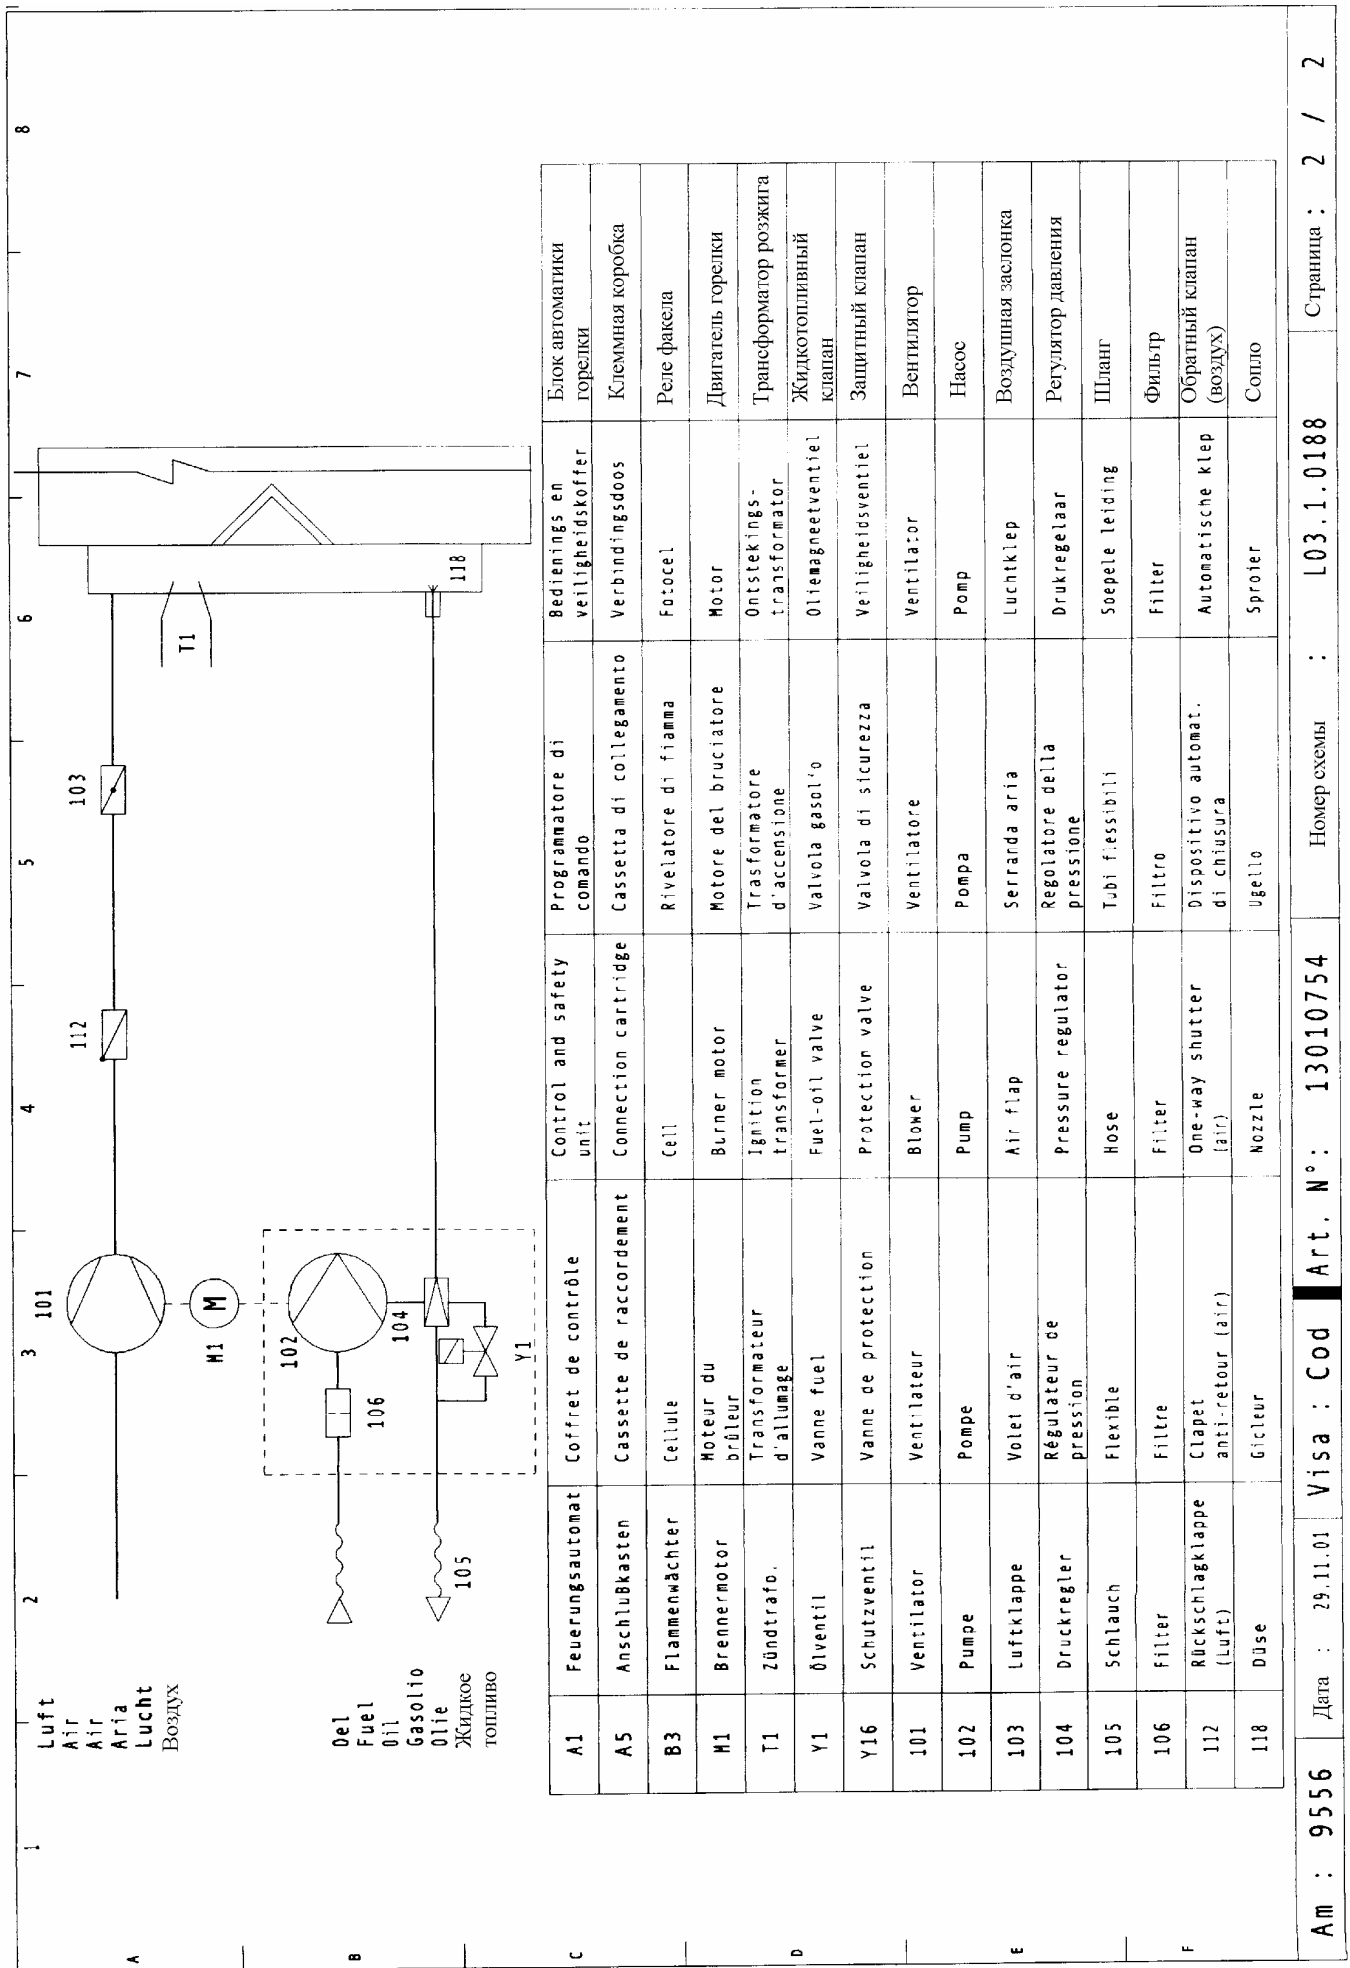 1 2 3 4 5 6 7 8
A
B
C
D
E
F
Luft
Air
Air
Aria
Lucht
Воздух
101
112
103
T1
M1
M
Oel
Fuel
Oil
Gasolio
Olie
Жидкое
топливо
102
106
104
105
Y1
118
A1 Feuerungsautomat Coffret de contrôle Control and safety unit Programmatore di comando Bedienings en veiligheidskoffer Блок автоматики горелки
A5 Anschlußkasten Cassette de raccordement Connection cartridge Cassetta di collegamento Verbindingsdoos Клеммная коробка
B3 Flammenwächter Cellule Cell Rivelatore di fiamma Fotocel Реле факела
M1 Brennermotor Moteur du brûleur Burner motor Motore del bruciatore Motor Двигатель горелки
T1 Zündtrafo. Transformateur d'allumage Ignition transformer Trasformatore d'accensione Ontstekings-transformator Трансформатор розжига
Y1 Ölventil Vanne fuel Fuel-oil valve Valvola gasolio Oliemagneetventiel Жидкотопливный клапан
Y16 Schutzventil Vanne de protection Protection valve Valvola di sicurezza Veiligheidsventiel Защитный клапан
101 Ventilator Ventilateur Blower Ventilatore Ventilator Вентилятор
102 Pumpe Pompe Pump Pompa Pomp Насос
103 Luftklappe Volet d'air Air flap Serranda aria Luchtklep Воздушная заслонка
104 Druckregler Régulateur de pression Pressure regulator Regolatore della pressione Drukregelaar Регулятор давления
105 Schlauch Flexible Hose Tubi flessibili Soepele leiding Шланг
106 Filter Filtre Filter Filtro Filter Фильтр
112 Rückschlagklappe (Luft) Clapet anti-retour (air) One-way shutter (air) Dispositivo automat. di chiusura Automatische klep Обратный клапан (воздух)
118 Düse Gicleur Nozzle Ugello Sproier Сопло
Am : 9556 Дата : 29.11.01 Visa : Cod Art. N°: 13010754 Номер схемы : L03.1.0188 Страница : 2 / 2